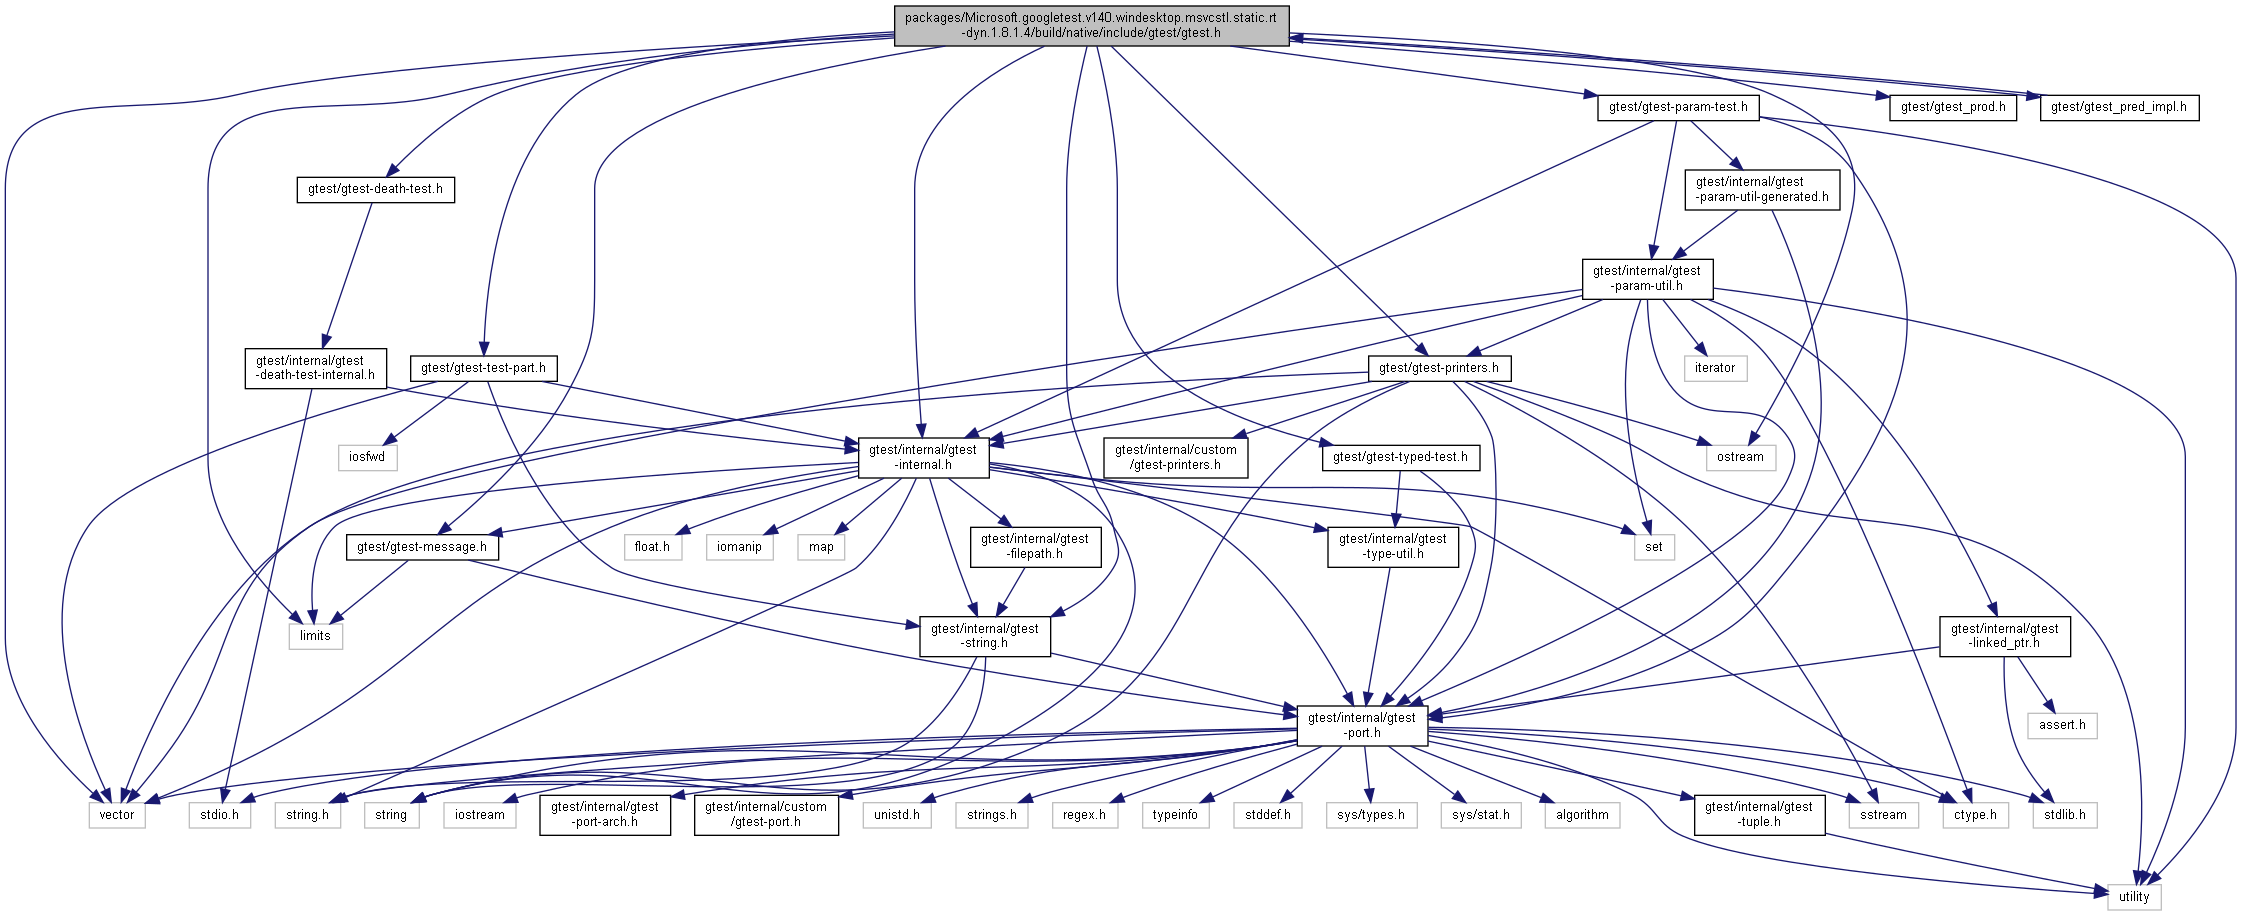 packages/Microsoft.googletest.v140.windesktop.msvcstl.static.rt
-dyn.1.8.1.4/build/native/include/gtest/gtest.h
gtest/gtest-param-test.h
gtest/gtest_prod.h
gtest/gtest_pred_impl.h
gtest/gtest-death-test.h
gtest/internal/gtest
-param-util-generated.h
gtest/internal/gtest
-param-util.h
gtest/internal/gtest
-death-test-internal.h
gtest/gtest-test-part.h
gtest/gtest-printers.h
iterator
iosfwd
gtest/internal/gtest
-internal.h
gtest/internal/custom
/gtest-printers.h
gtest/gtest-typed-test.h
ostream
gtest/gtest-message.h
float.h
iomanip
map
gtest/internal/gtest
-filepath.h
gtest/internal/gtest
-type-util.h
set
limits
gtest/internal/gtest
-string.h
gtest/internal/gtest
-linked_ptr.h
gtest/internal/gtest
-port.h
assert.h
vector
stdio.h
string.h
string
iostream
gtest/internal/gtest
-port-arch.h
gtest/internal/custom
/gtest-port.h
unistd.h
strings.h
regex.h
typeinfo
stddef.h
sys/types.h
sys/stat.h
algorithm
gtest/internal/gtest
-tuple.h
sstream
ctype.h
stdlib.h
utility